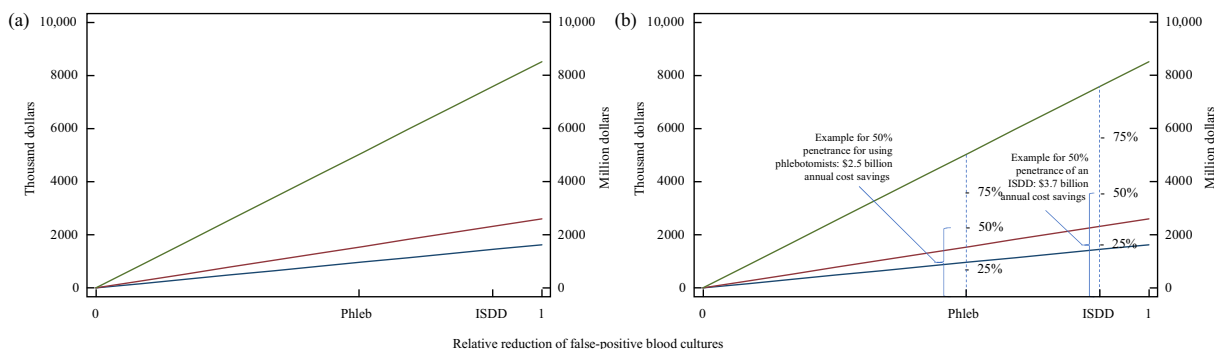 (a)
10,000
8000
6000
4000
2000
0
Thousand dollars
10,000
8000
6000
4000
2000
0
Million dollars
0
Phleb
ISDD
1
(b)
10,000
8000
6000
4000
2000
0
Thousand dollars
Example for 50%
penetrance for using
phlebotomists: $2.5 billion
annual cost savings
Example for 50%
penetrance of an
ISDD: $3.7 billion
annual cost savings
75%
50%
25%
75%
50%
25%
10,000
8000
6000
4000
2000
0
Million dollars
0
Phleb
ISDD
1
Relative reduction of false-positive blood cultures